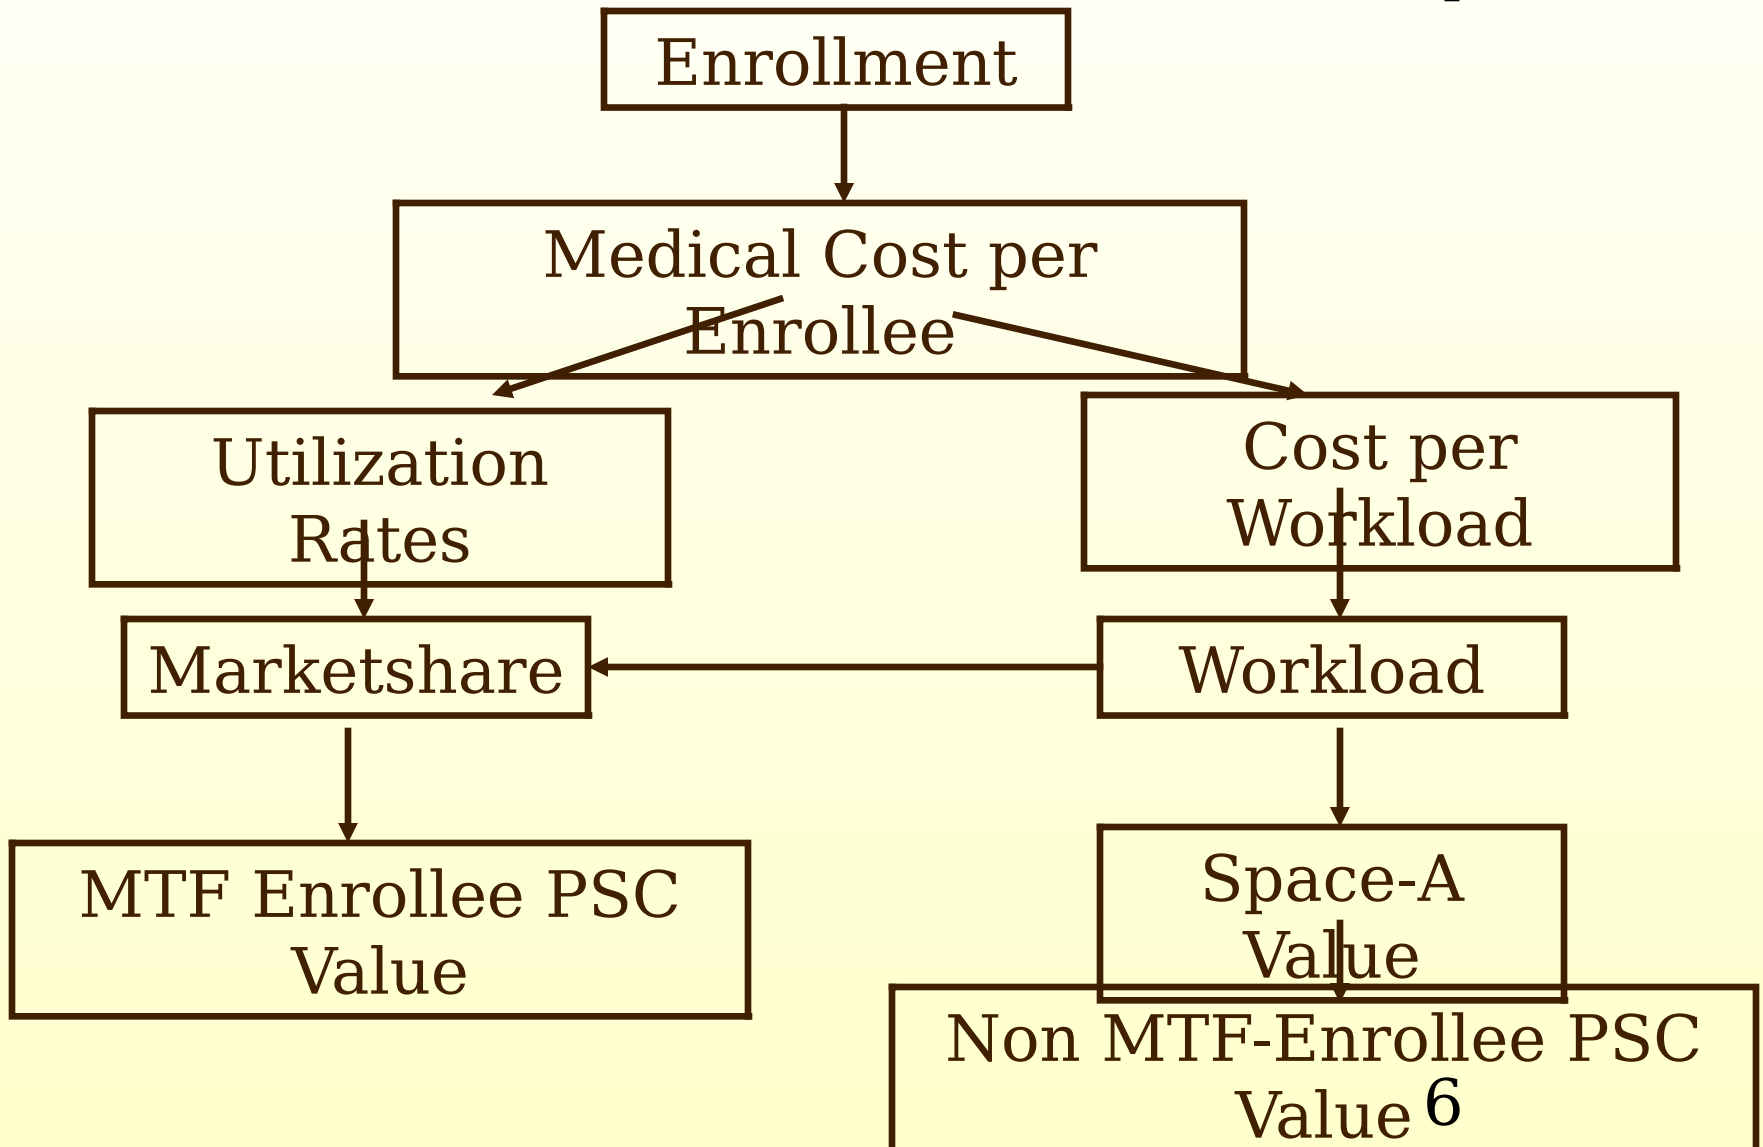 Enrollment
Medical Cost per
Enrollee
Utilization
Rates
Cost per
Workload
Marketshare
Workload
MTF Enrollee PSC
Value
Space-A
Value
Non MTF-Enrollee PSC
Value
6